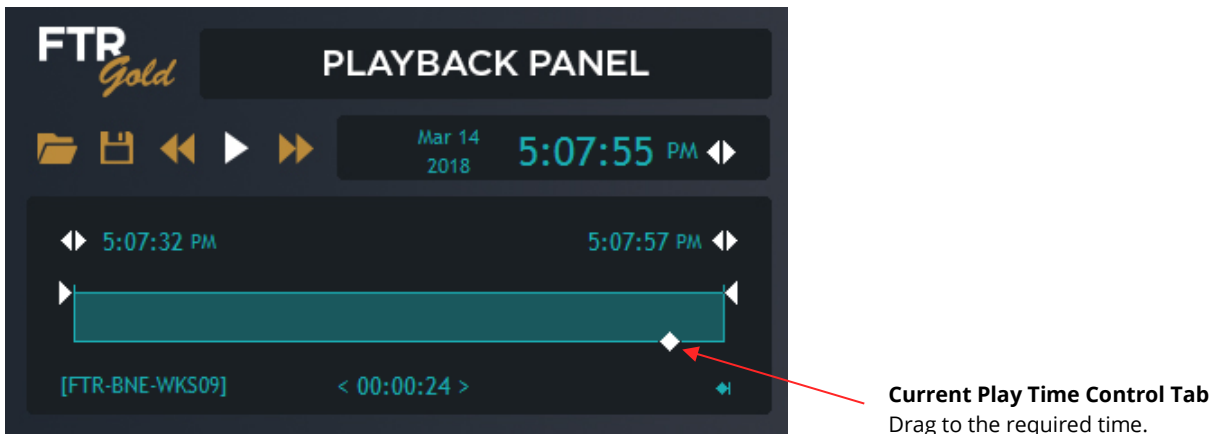 FTR
Gold
PLAYBACK PANEL
Mar 14
2018
5:07:55 PM
5:07:32 PM
5:07:57 PM
[FTR-BNE-WKS09]
< 00:00:24 >
Current Play Time Control Tab
Drag to the required time.